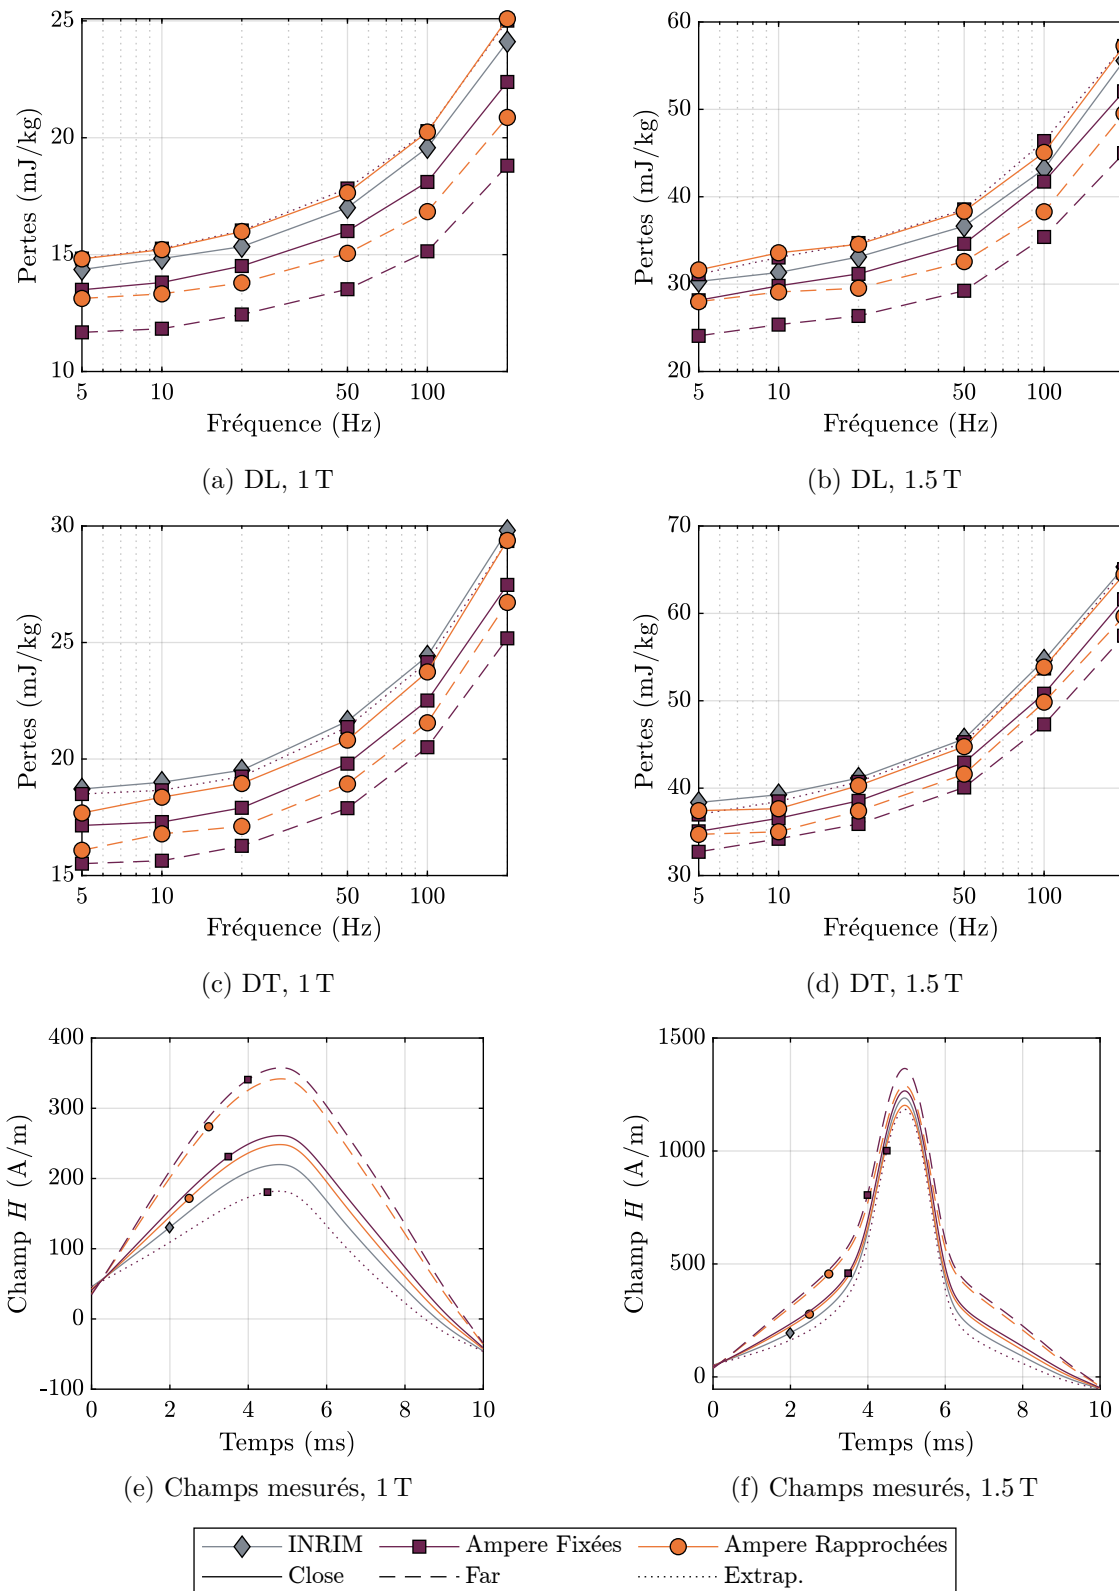 25
20
15
10
Pertes (mJ/kg)
5 10 20 50 100
Fréquence (Hz)
(a) DL, 1 T
60
50
40
30
20
Pertes (mJ/kg)
5 10 20 50 100
Fréquence (Hz)
(b) DL, 1.5 T
30
25
20
15
Pertes (mJ/kg)
5 10 20 50 100
Fréquence (Hz)
(c) DT, 1 T
70
60
50
40
30
Pertes (mJ/kg)
5 10 20 50 100
Fréquence (Hz)
(d) DT, 1.5 T
400
300
200
100
0
-100
Champ H (A/m)
0 2 4 6 8 10
Temps (ms)
(e) Champs mesurés, 1 T
1500
1000
500
0
Champ H (A/m)
0 2 4 6 8 10
Temps (ms)
(f) Champs mesurés, 1.5 T
INRIM Ampere Fixées Ampere Rapprochées
Close Far Extrap.